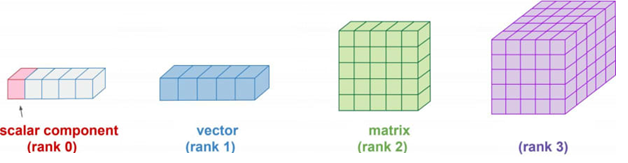 scalar component
(rank 0)
vector
(rank 1)
matrix
(rank 2)
(rank 3)